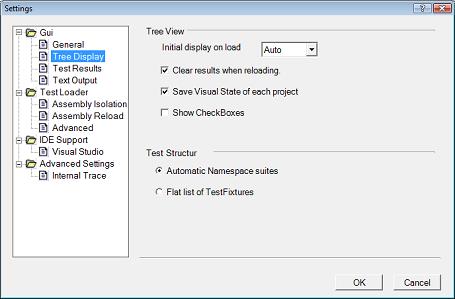 Settings
Gui
General
Tree Display
Test Results
Text Output
Test Loader
Assembly Isolation
Assembly Reload
Advanced
IDE Support
Visual Studio
Advanced Settings
Internal Trace
Tree View
Initial display on load Auto
Clear results when reloading.
Save Visual State of each project
Show CheckBoxes
Test Structur
Automatic Namespace suites
Flat list of TestFixtures
OK Cancel